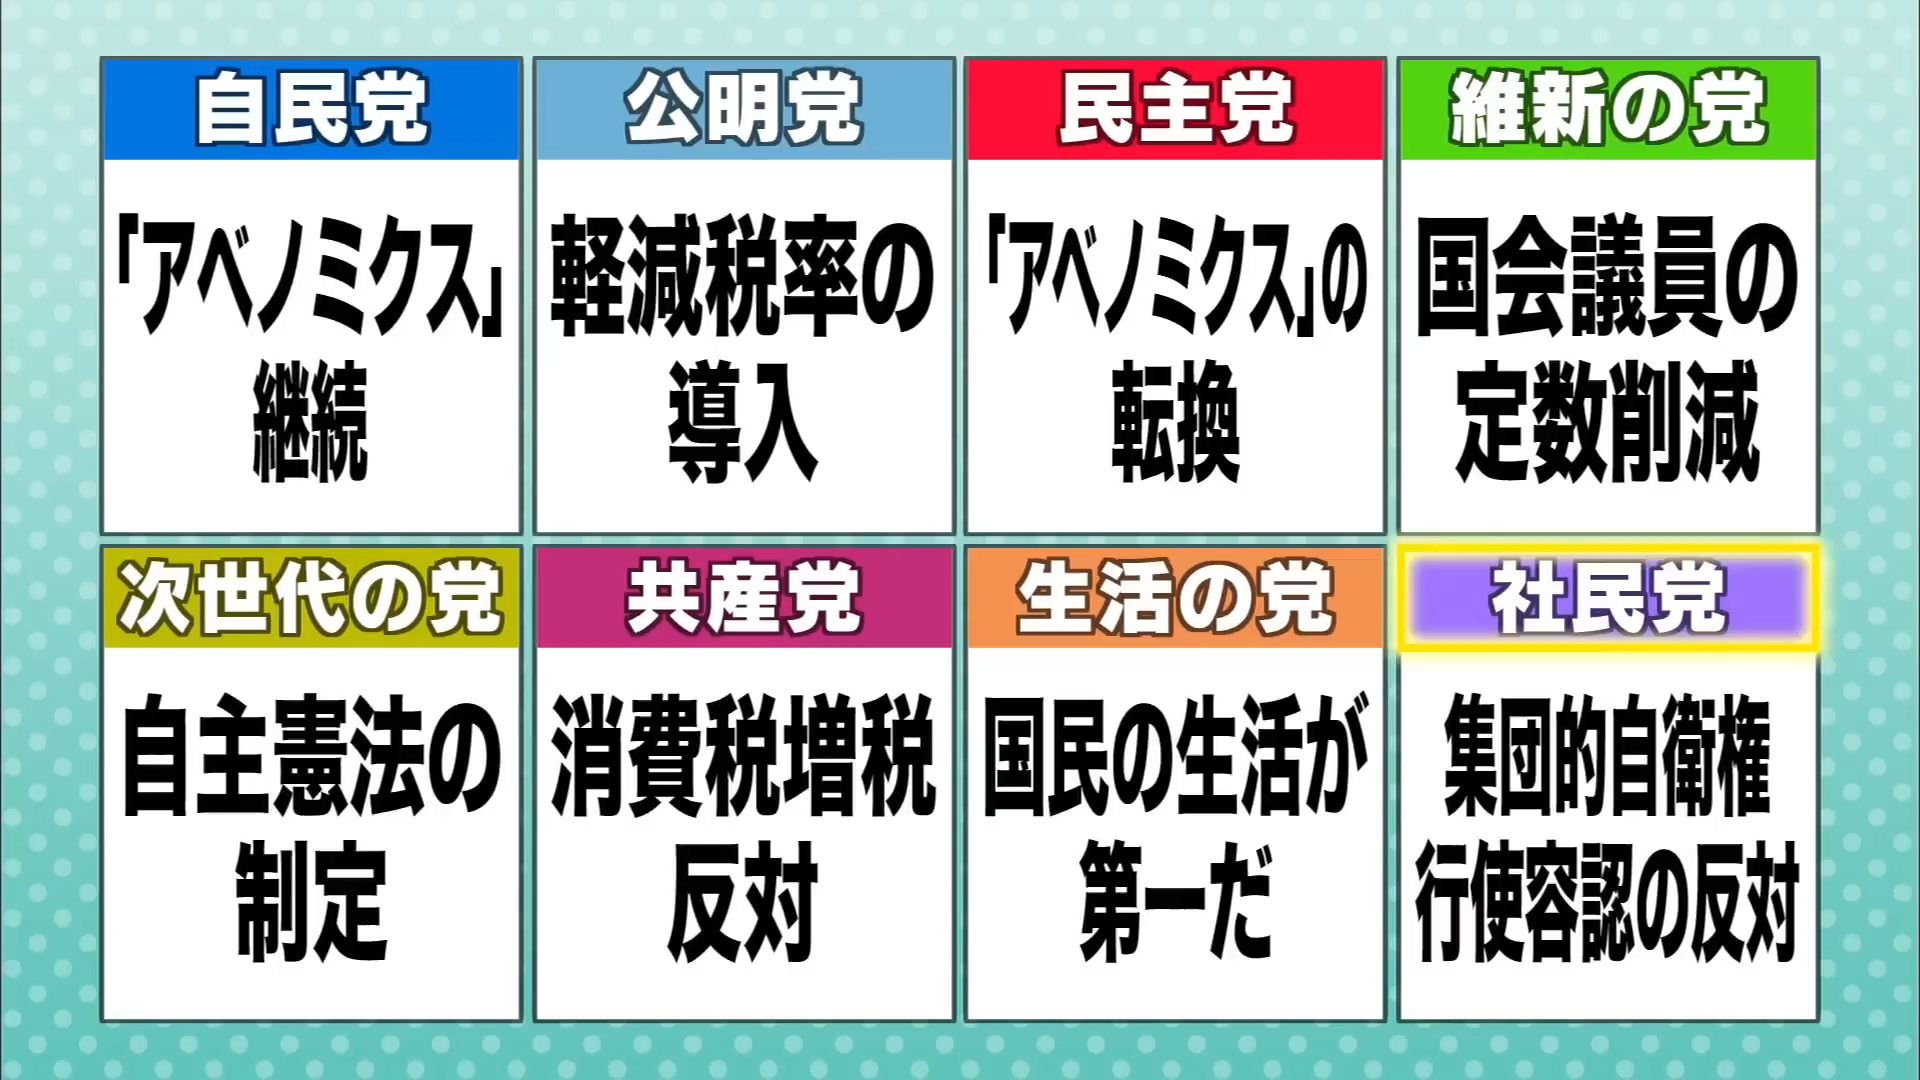 自民党
「アベノミクス」
継続
公明党
軽減税率の
導入
民主党
「アベノミクス」の
転換
維新の党
国会議員の
定数削減
次世代の党
自主憲法の
制定
共産党
消費税増税
反対
生活の党
国民の生活が
第一だ
社民党
集団的自衛権
行使容認の反対